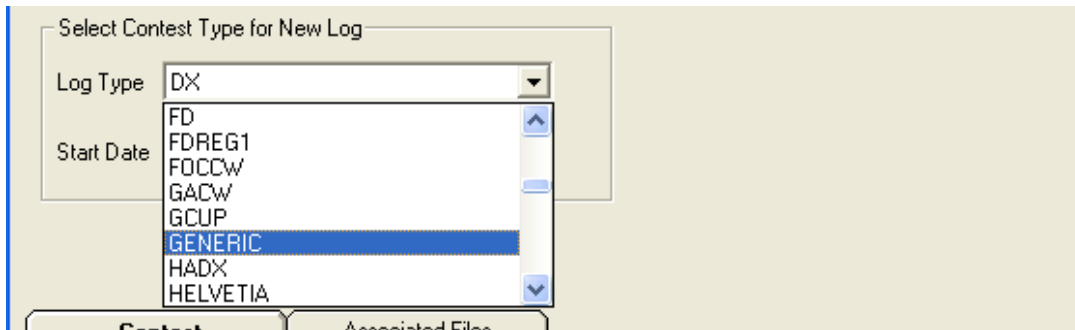 Select Contest Type for New Log
Log Type DX
FD
FDREG1
Start Date
FOCCW
GACW
GCUP
GENERIC
HADX
HELVETIA
Contest Associated Files